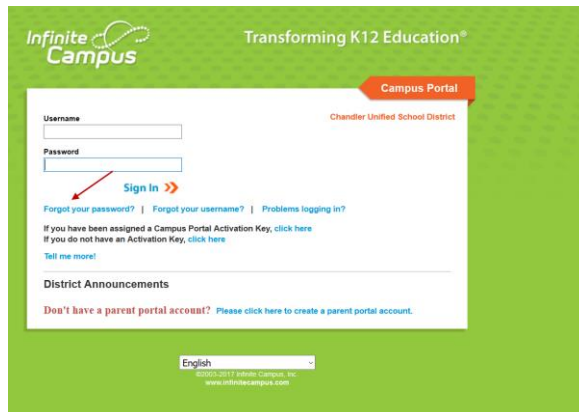 Infinite
Campus
Transforming K12 Education®
Campus Portal
Chandler Unified School District
Username
Password
Sign In
Forgot your password? | Forgot your username? | Problems logging in?
If you have been assigned a Campus Portal Activation Key, click here
If you do not have an Activation Key, click here
Tell me more!
District Announcements
Don't have a parent portal account? Please click here to create a parent portal account.
English
©2003-2017 Infinite Campus, Inc.
www.infinitecampus.com